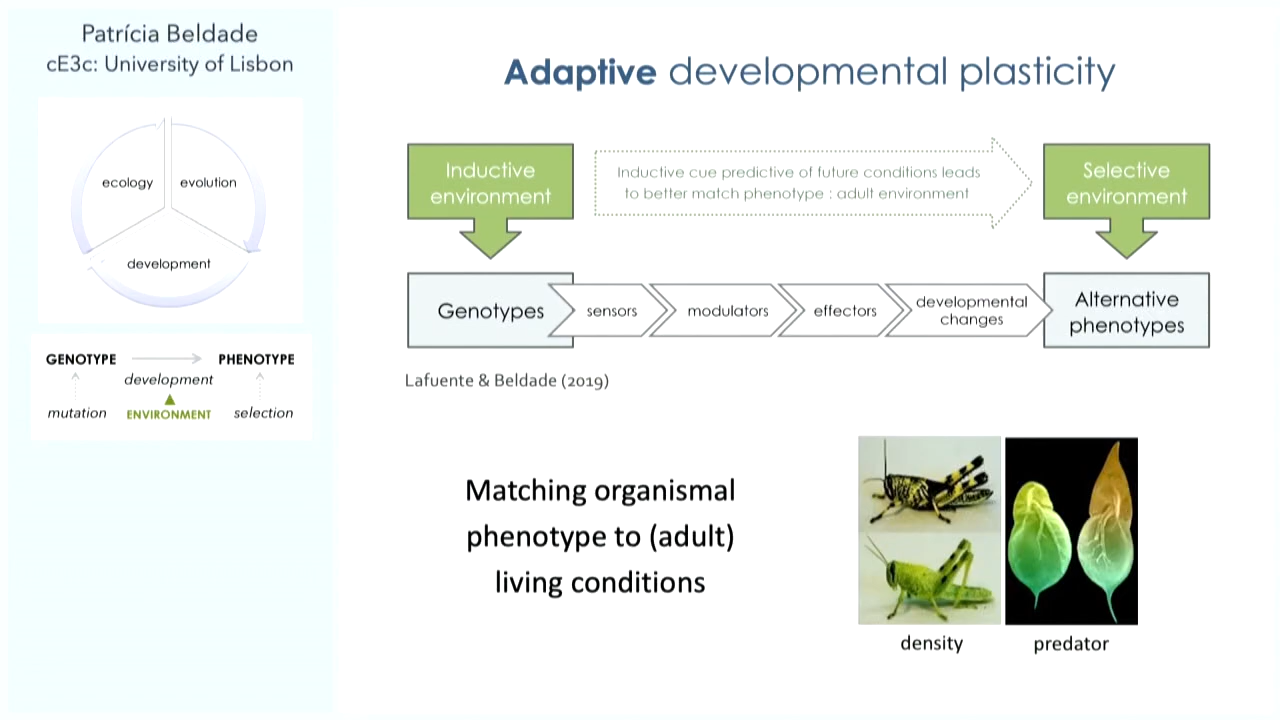 Patrícia Beldade
cE3c: University of Lisbon
ecology
evolution
development
GENOTYPE
PHENOTYPE
development
mutation
ENVIRONMENT
selection
Adaptive developmental plasticity
Inductive
environment
Inductive cue predictive of future conditions leads
to better match phenotype : adult environment
Selective
environment
Genotypes
sensors
modulators
effectors
developmental
changes
Alternative
phenotypes
Lafuente & Beldade (2019)
Matching organismal
phenotype to (adult)
living conditions
density
predator